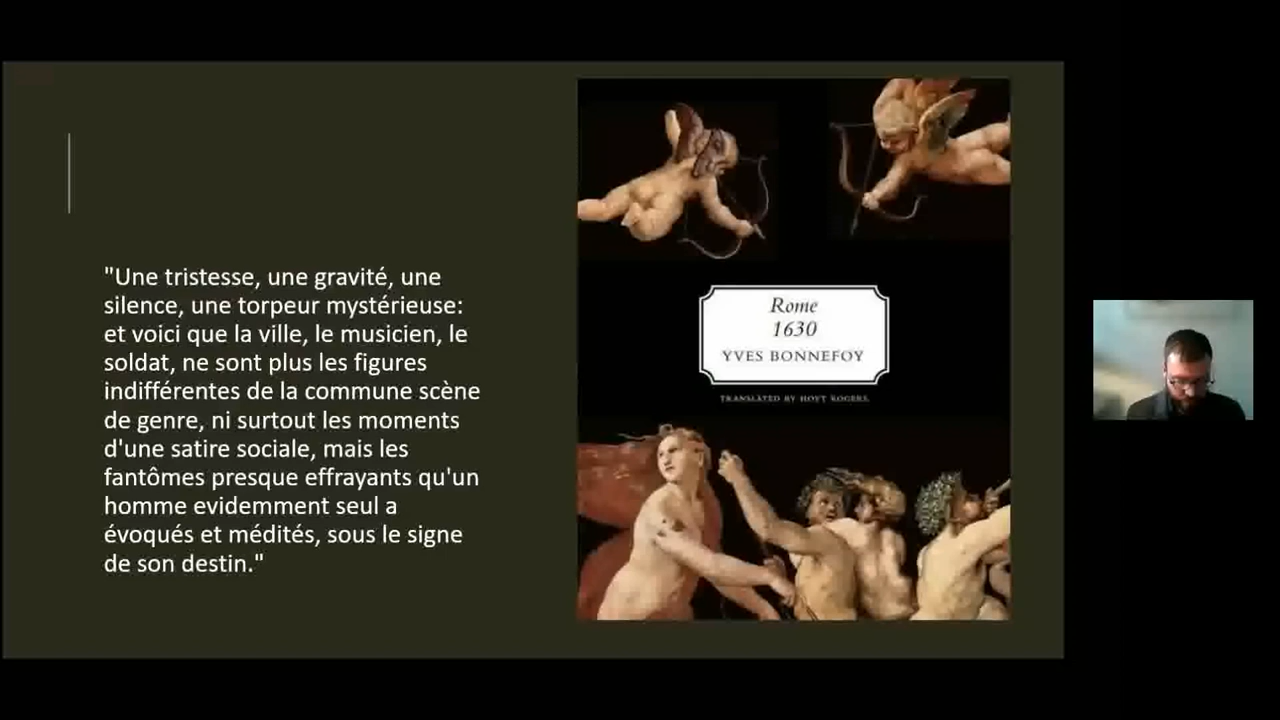 "Une tristesse, une gravité, une
silence, une torpeur mystérieuse:
et voici que la ville, le musicien, le
soldat, ne sont plus les figures
indifférentes de la commune scène
de genre, ni surtout les moments
d'une satire sociale, mais les
fantômes presque effrayants qu'un
homme evidemment seul a
évoqués et médités, sous le signe
de son destin."
Rome
1630
YVES BONNEFOY
TRANSLATED BY HOYT ROGERS